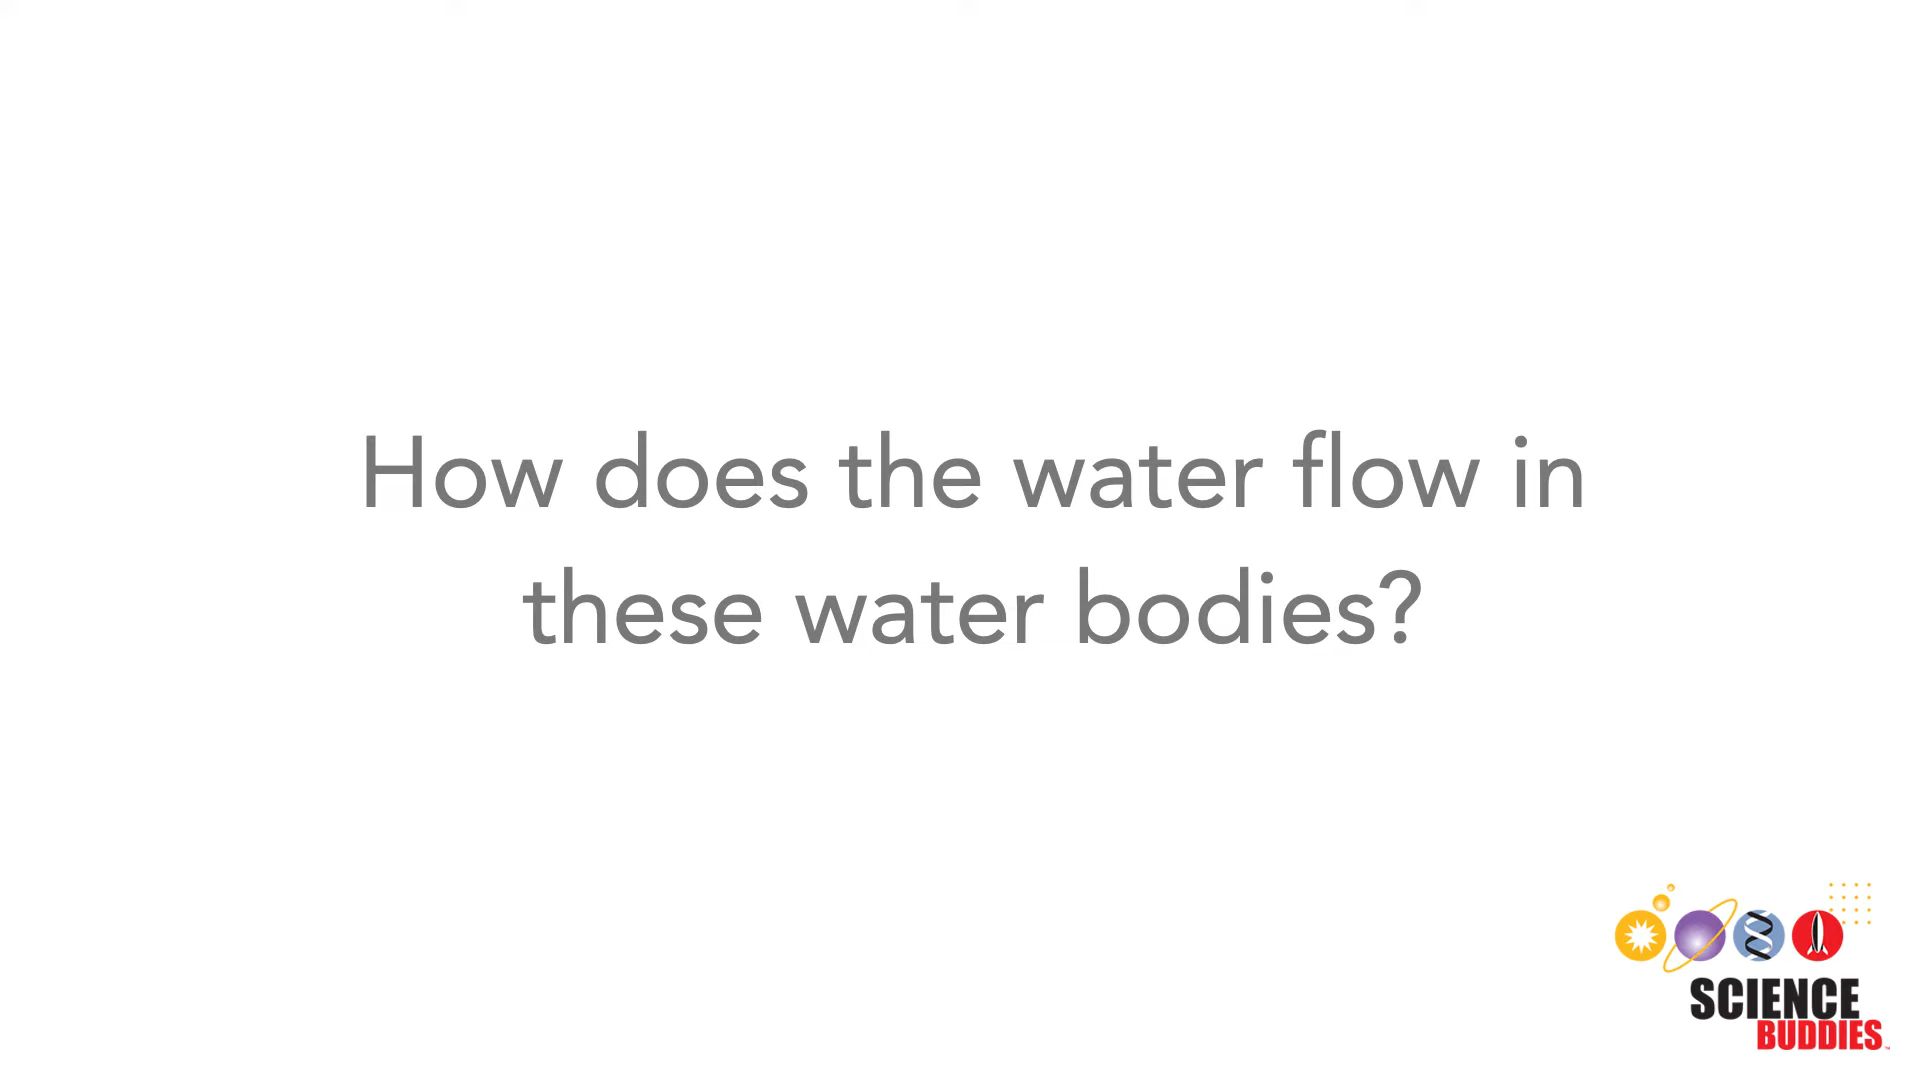 How does the water flow in
these water bodies?
SCIENCE
BUDDIES